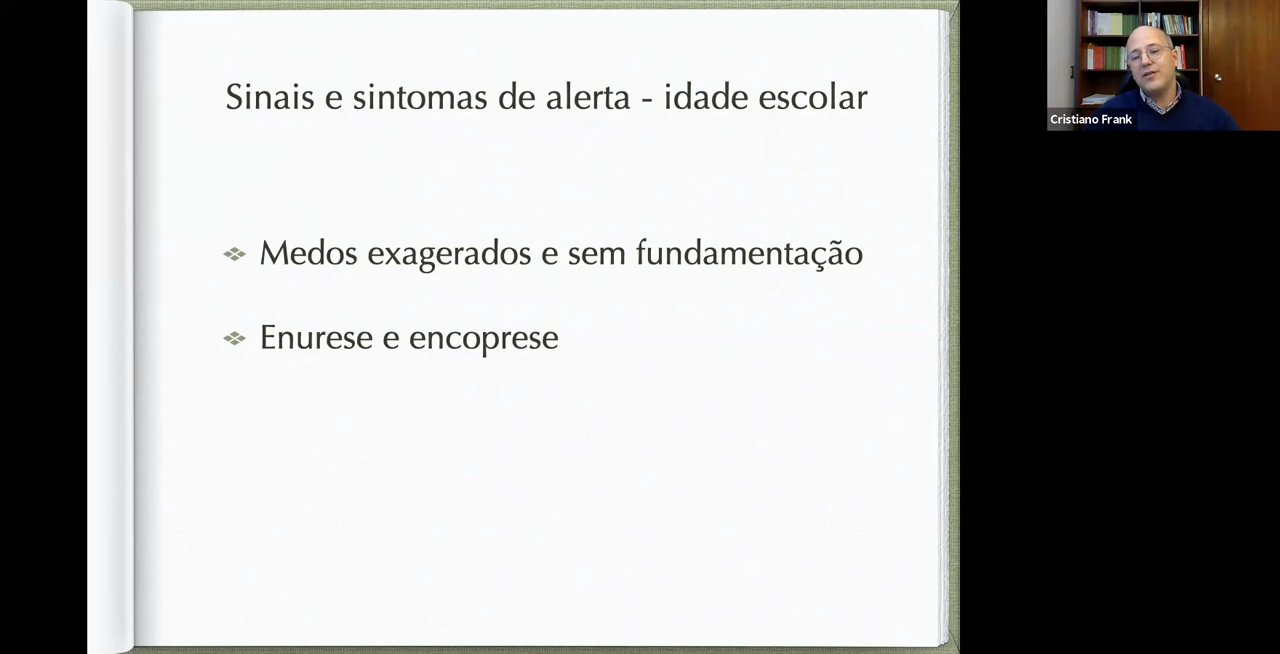 Sinais e sintomas de alerta - idade escolar
Medos exagerados e sem fundamentação
Enurese e encoprese
Cristiano Frank